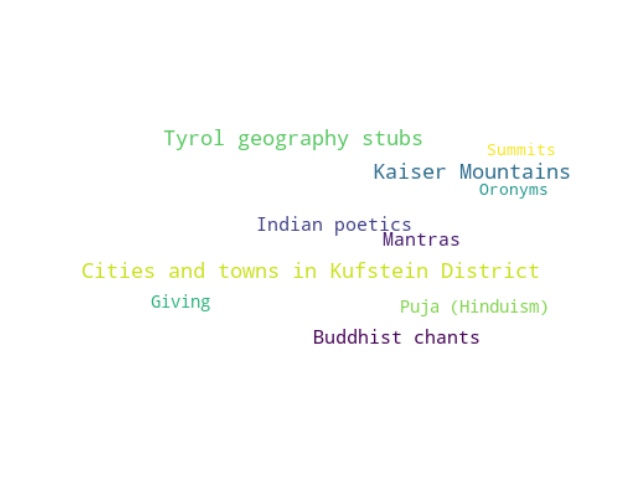 Tyrol geography stubs
Summits
Kaiser Mountains
Oronyms
Indian poetics
Mantras
Cities and towns in Kufstein District
Giving
Puja (Hinduism)
Buddhist chants